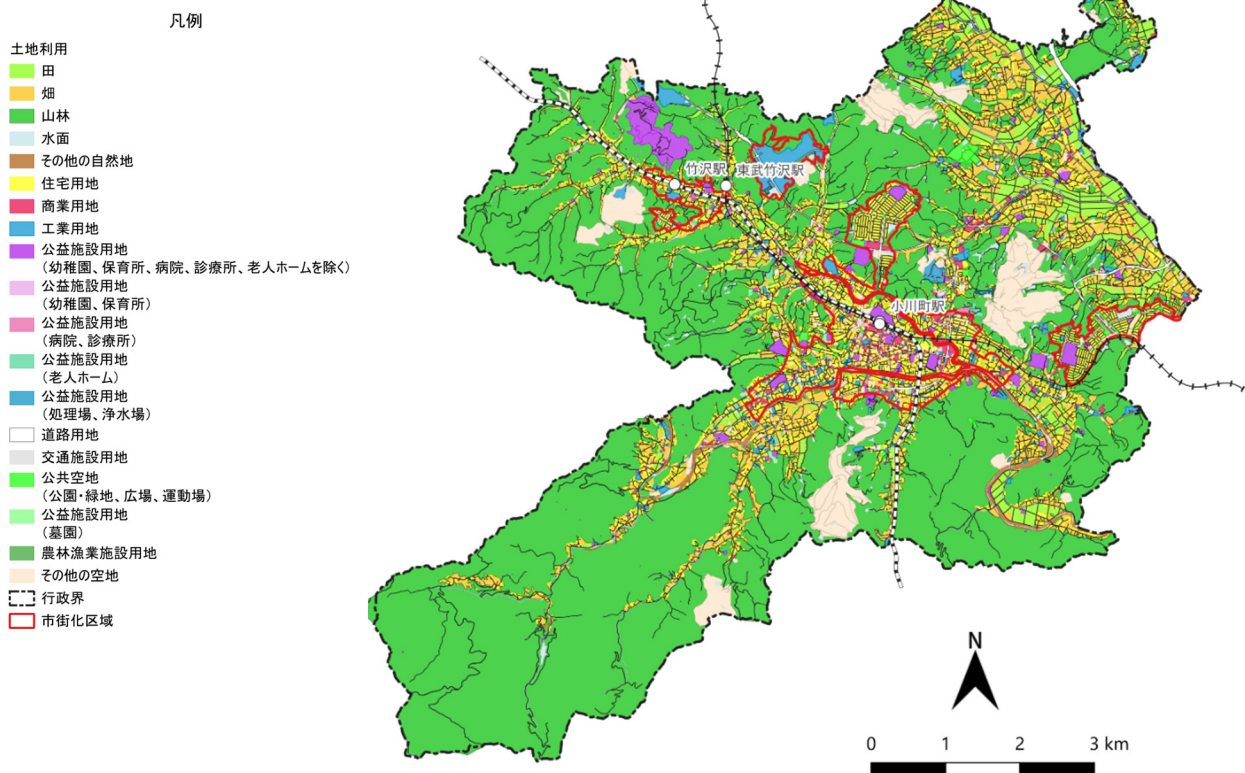 凡例
土地利用
田
畑
山林
水面
その他の自然地
住宅用地
商業用地
工業用地
公益施設用地
(幼稚園、保育所、病院、診療所、老人ホームを除く)
公益施設用地
(幼稚園、保育所)
公益施設用地
(病院、診療所)
公益施設用地
(老人ホーム)
公益施設用地
(処理場、浄水場)
道路用地
交通施設用地
公共空地
(公園・緑地、広場、運動場)
公益施設用地
(墓園)
農林漁業施設用地
その他の空地
行政界
市街化区域
竹沢駅
東武竹沢駅
小川町駅
N
0 1 2 3 km